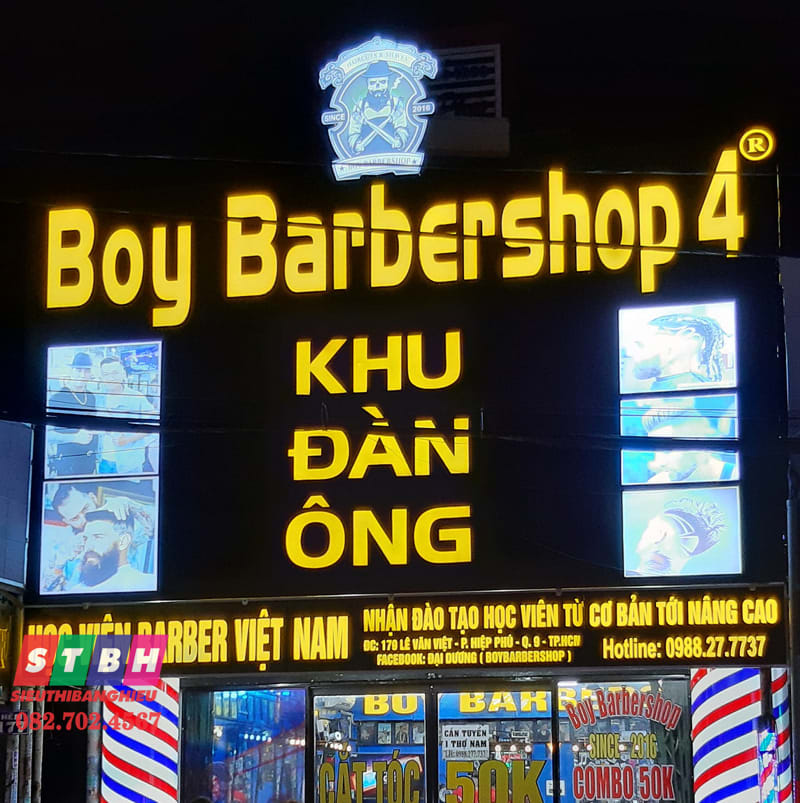 SINCE 2016
BOY BARBERSHOP
Boy Barbershop 4®
KHU
ĐÀN
ÔNG
HỌC VIỆN BARBER VIỆT NAM
NHẬN ĐÀO TẠO HỌC VIÊN TỪ CƠ BẢN TỚI NÂNG CAO
ĐC: 170 LÊ VĂN VIỆT - P. HIỆP PHÚ - Q. 9 - TP.HCM
FACEBOOK: ĐẠI DƯƠNG ( BOYBARBERSHOP )
Hotline: 0988.27.7737
STBH
SIEUTHIBANGHIEU
082.702.4567
CẦN TUYỂN
1 THỢ NAM
CẮT TÓC
50K
Boy Barbershop
SINCE 2016
COMBO 50K